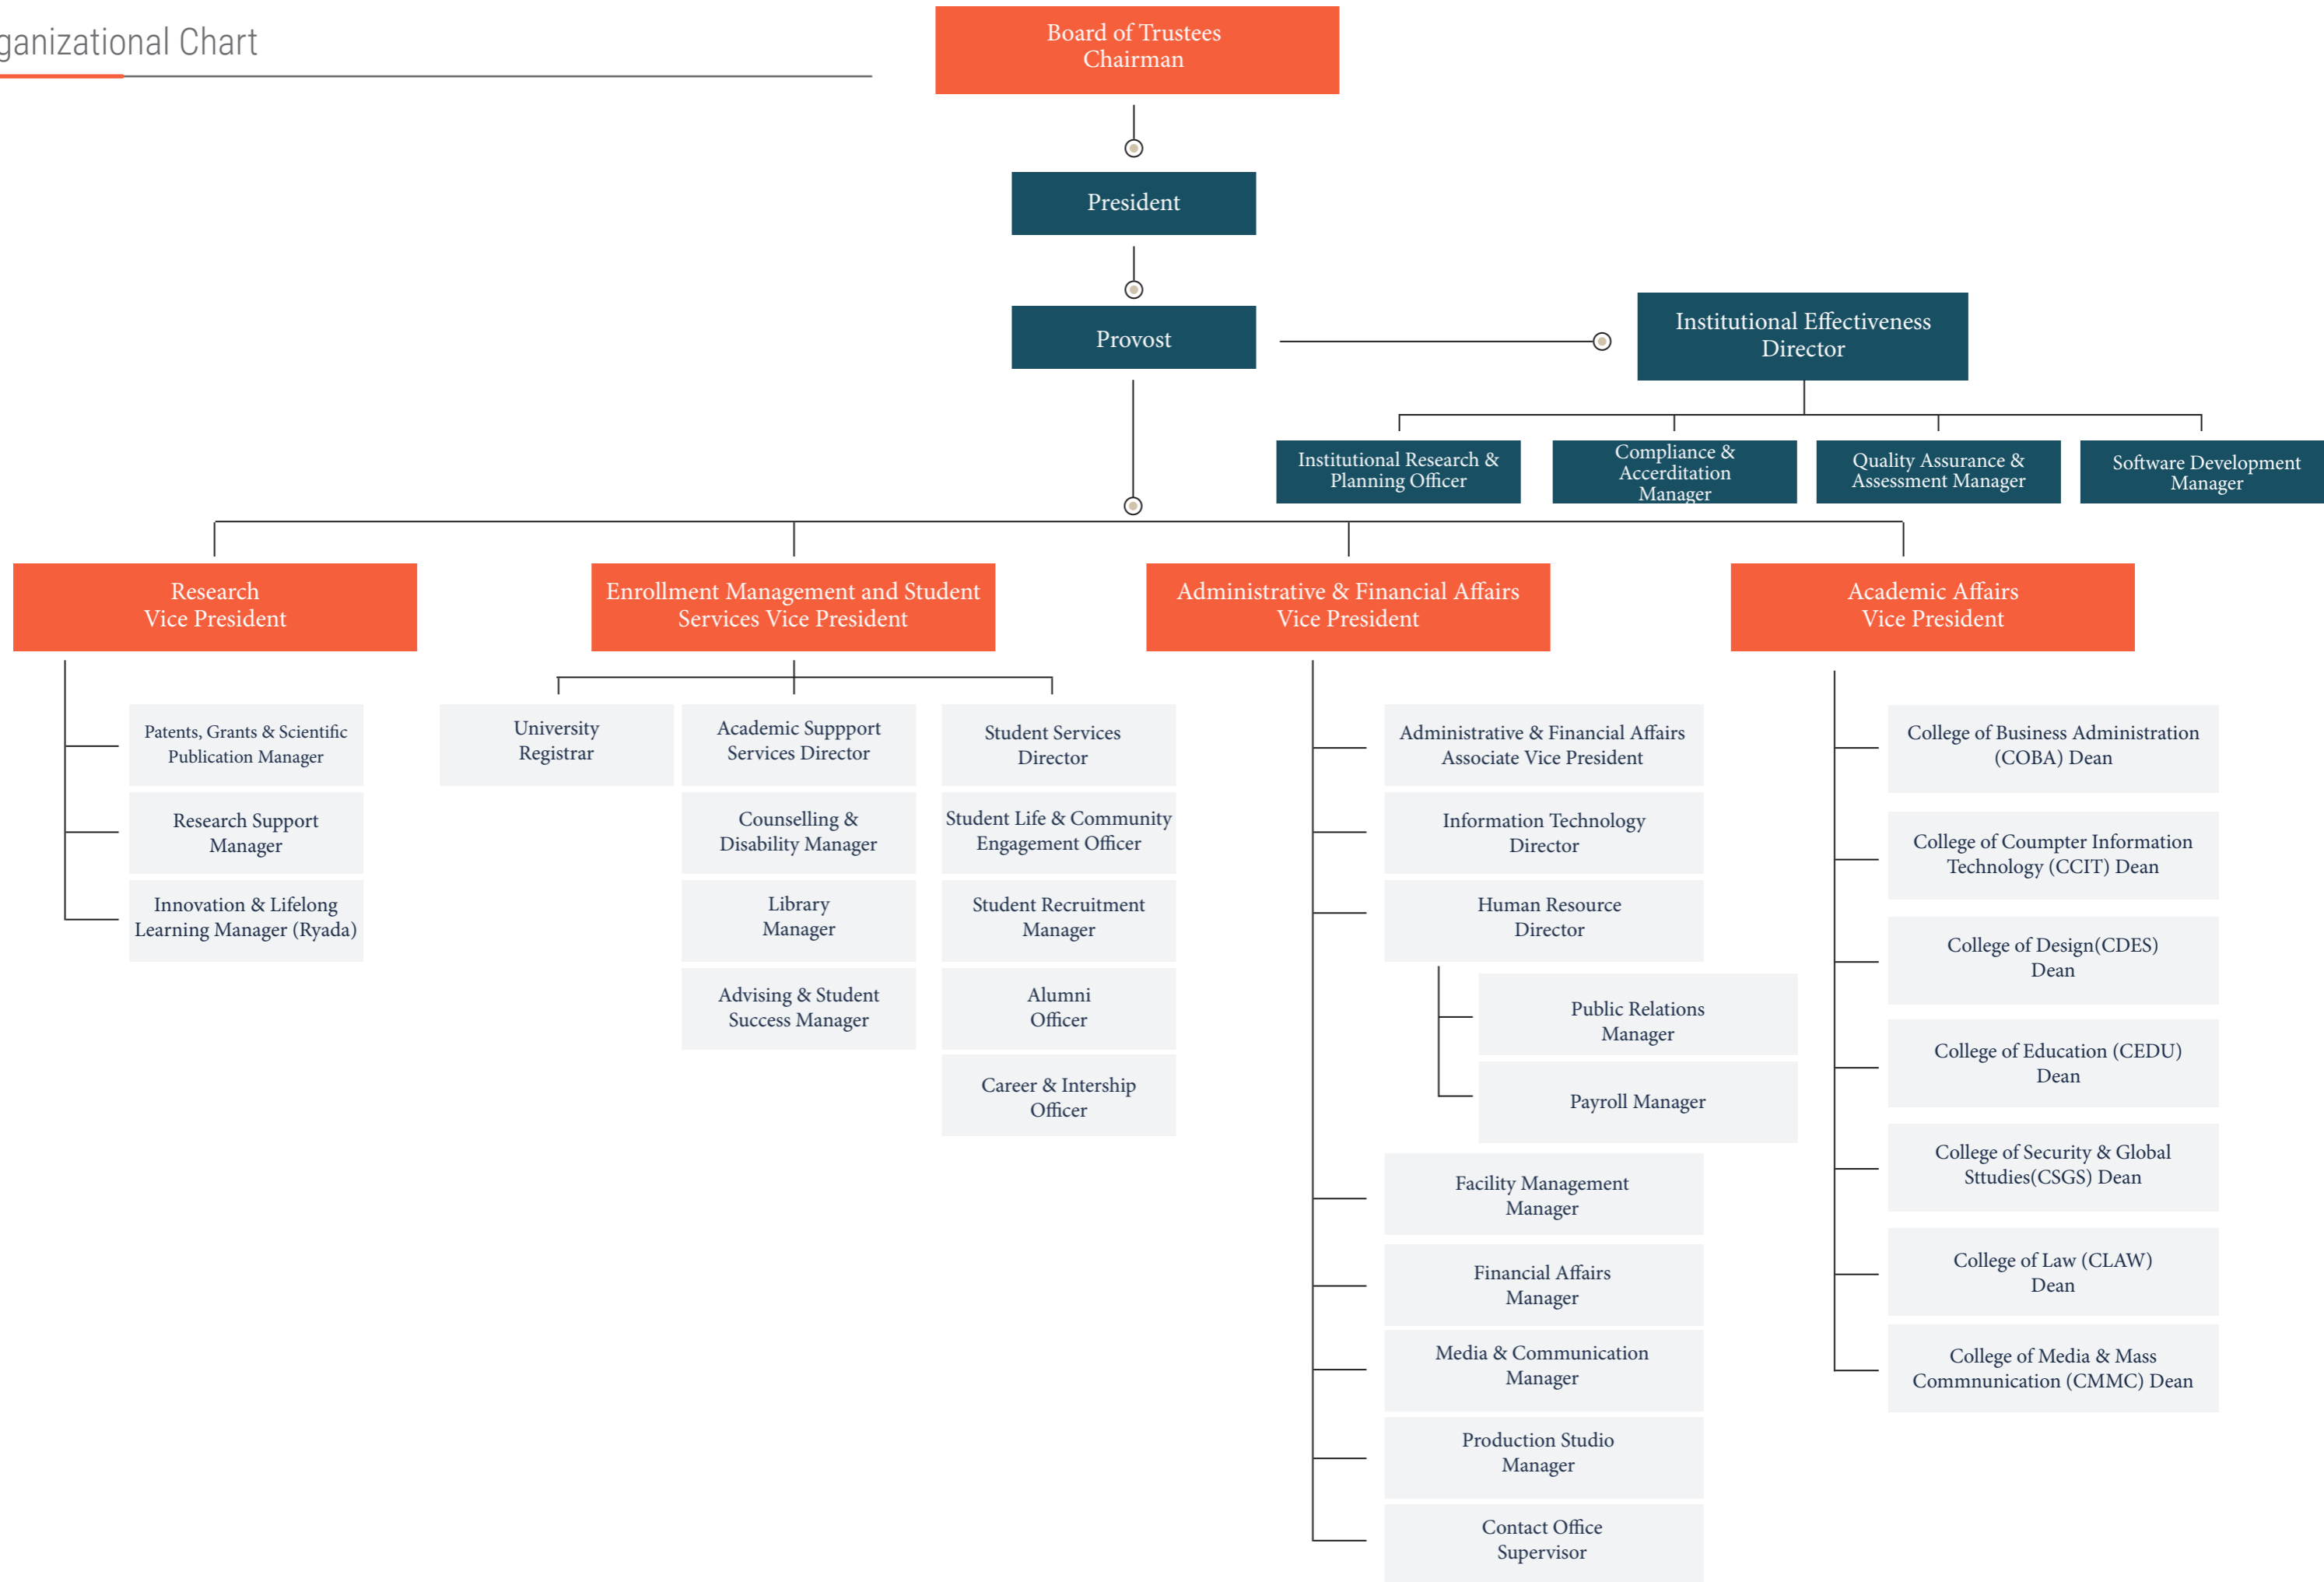 ganizational Chart
Board of Trustees
Chairman
President
Provost
Institutional Effectiveness
Director
Institutional Research &
Planning Officer
Compliance &
Accerditation
Manager
Quality Assurance &
Assessment Manager
Software Development
Manager
Research
Vice President
Enrollment Management and Student
Services Vice President
Administrative & Financial Affairs
Vice President
Academic Affairs
Vice President
Patents, Grants & Scientific
Publication Manager
Research Support
Manager
Innovation & Lifelong
Learning Manager (Ryada)
University
Registrar
Academic Suppport
Services Director
Counselling &
Disability Manager
Library
Manager
Advising & Student
Success Manager
Student Services
Director
Student Life & Community
Engagement Officer
Student Recruitment
Manager
Alumni
Officer
Career & Intership
Officer
Administrative & Financial Affairs
Associate Vice President
Information Technology
Director
Human Resource
Director
Public Relations
Manager
Payroll Manager
Facility Management
Manager
Financial Affairs
Manager
Media & Communication
Manager
Production Studio
Manager
Contact Office
Supervisor
College of Business Administration
(COBA) Dean
College of Coumpter Information
Technology (CCIT) Dean
College of Design(CDES)
Dean
College of Education (CEDU)
Dean
College of Security & Global
Sttudies(CSGS) Dean
College of Law (CLAW)
Dean
College of Media & Mass
Commnunication (CMMC) Dean